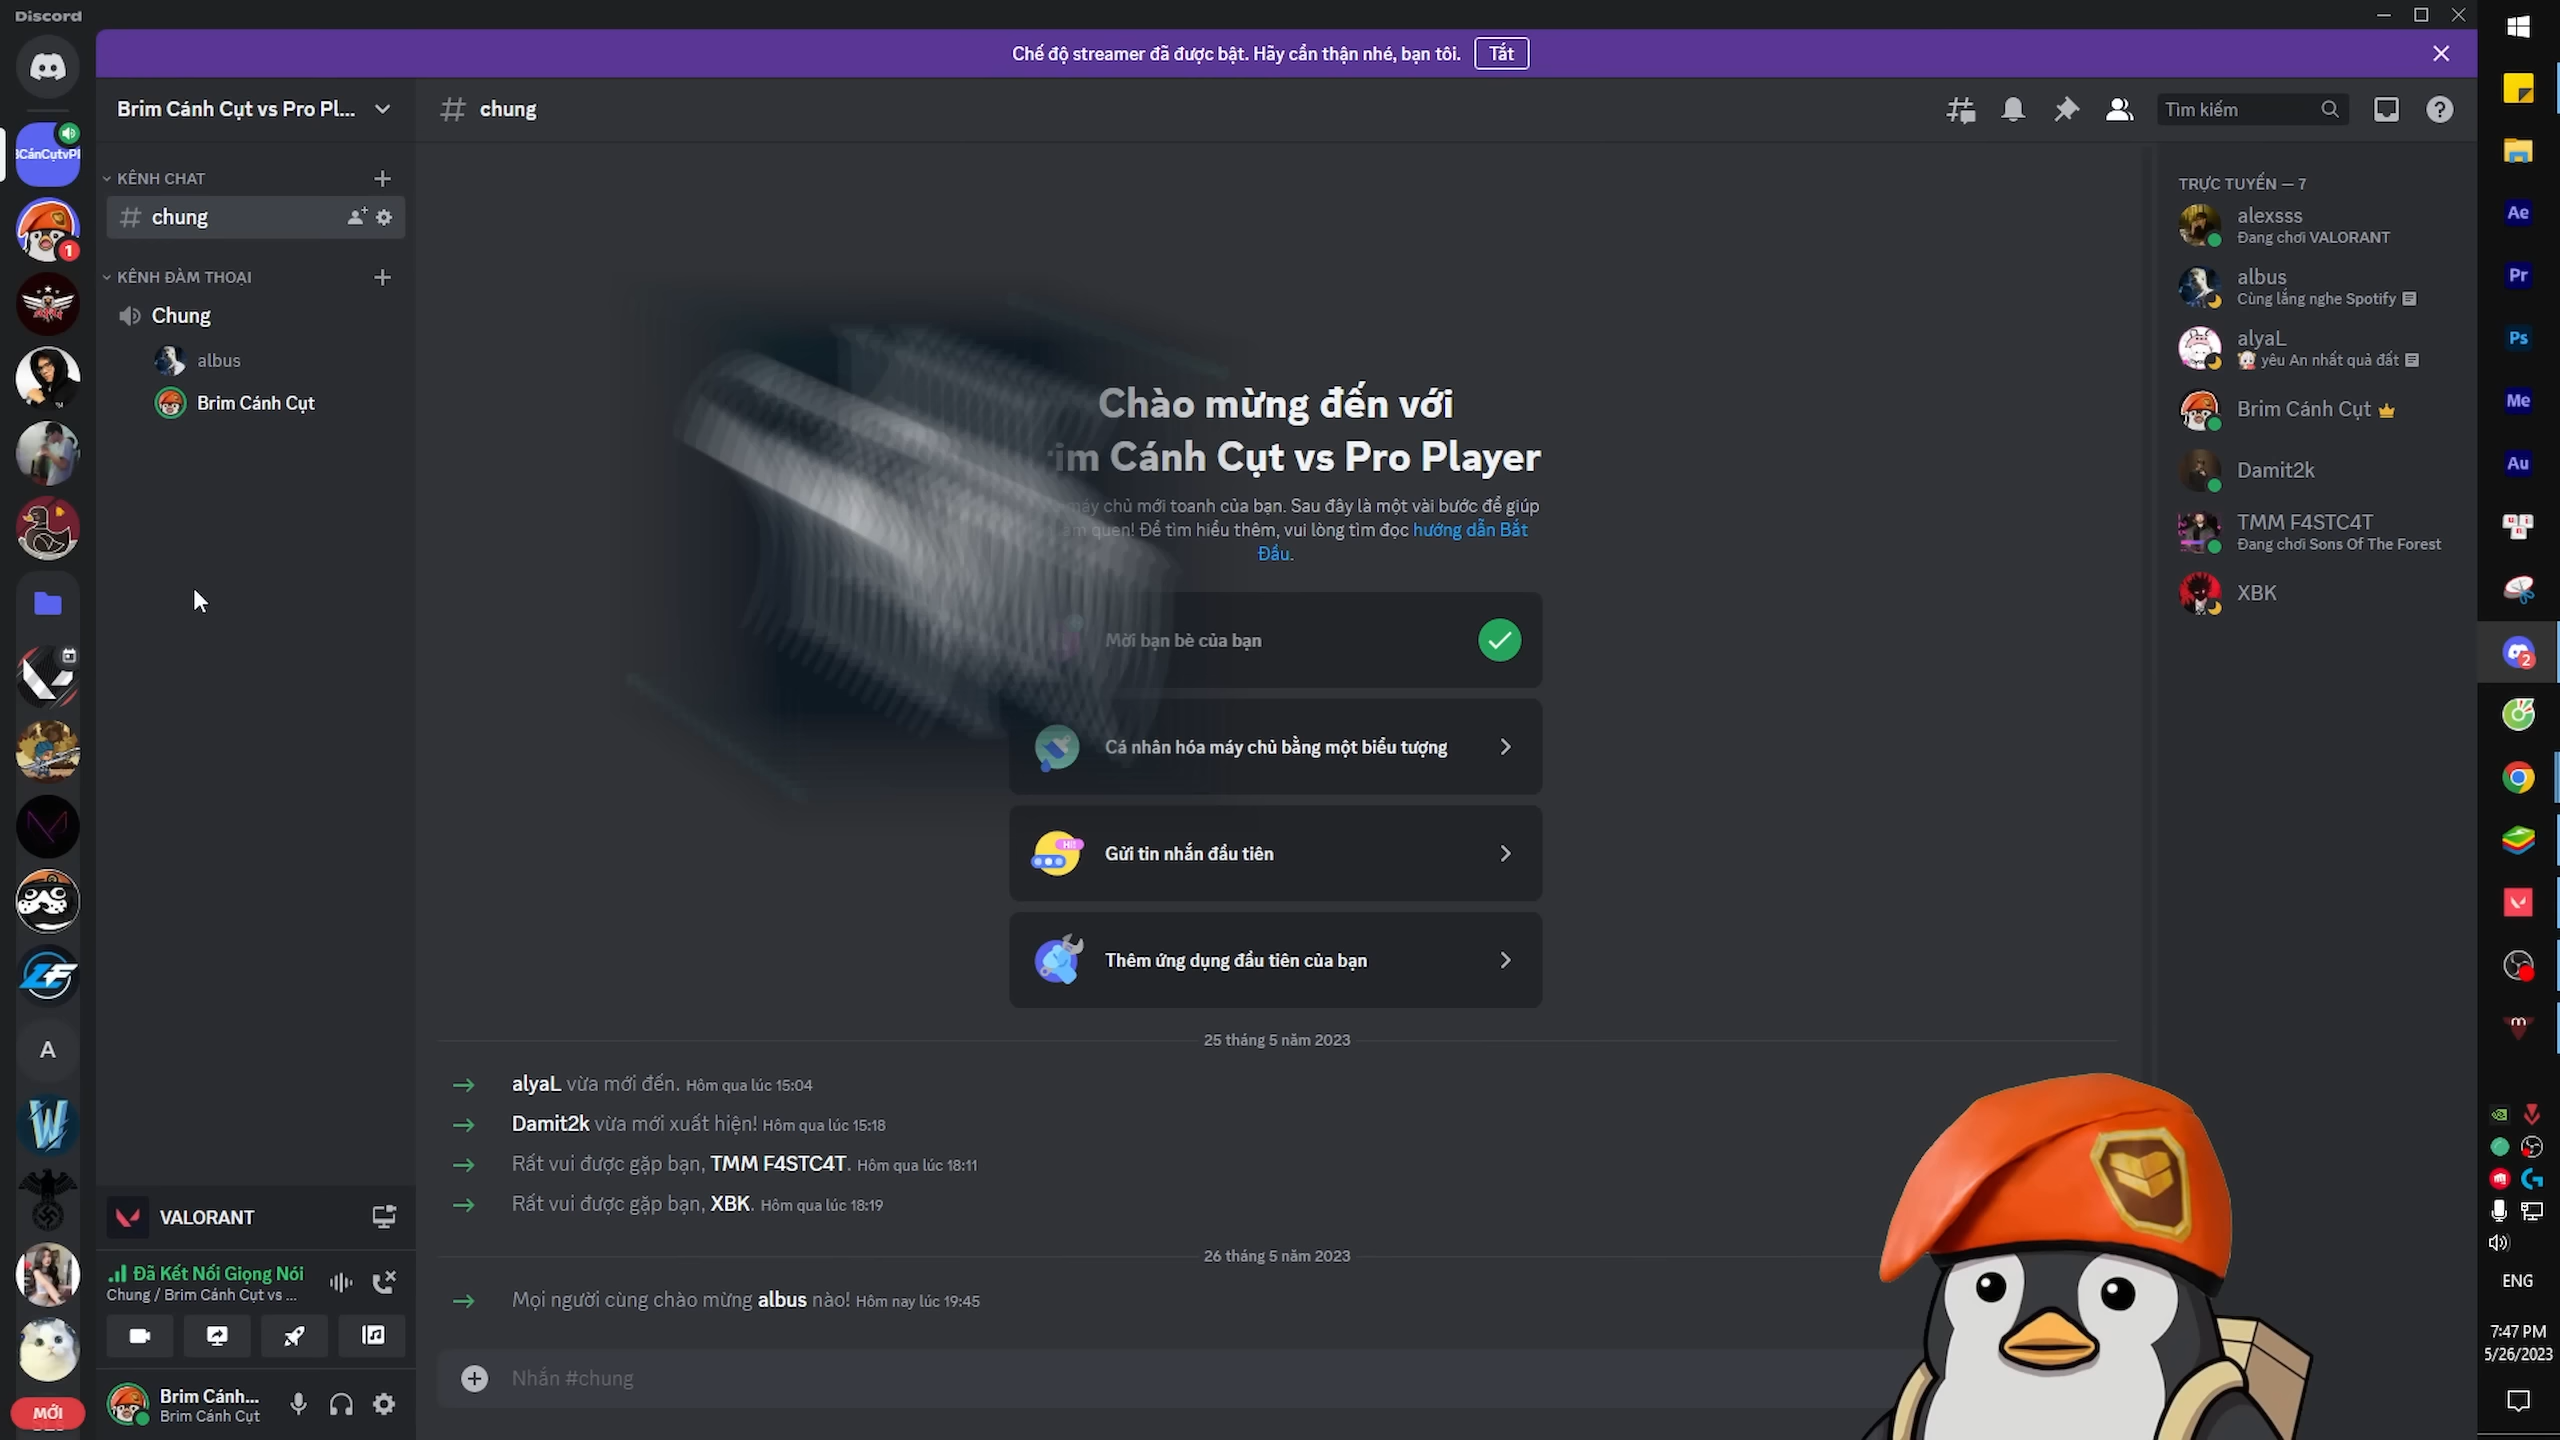 Discord
Chế độ streamer đã được bật. Hãy cẩn thận nhé, bạn tôi.
Tắt
Brim Cánh Cụt vs Pro Pl...
chung
Tìm kiếm
BCánCụtvPl
1
KÊNH CHAT
chung
KÊNH ĐÀM THOẠI
Chung
albus
Brim Cánh Cụt
A
MỚI
VALORANT
Đã Kết Nối Giọng Nói
Chung / Brim Cánh Cụt vs ...
Brim Cánh...
Brim Cánh Cụt
Chào mừng đến với
im Cánh Cụt vs Pro Player
máy chủ mới toanh của bạn. Sau đây là một vài bước để giúp
quen! Để tìm hiểu thêm, vui lòng tìm đọc hướng dẫn Bắt
Đầu.
Mời bạn bè của bạn
Cá nhân hóa máy chủ bằng một biểu tượng
Hi!
Gửi tin nhắn đầu tiên
Thêm ứng dụng đầu tiên của bạn
25 tháng 5 năm 2023
alyaL vừa mới đến. Hôm qua lúc 15:04
Damit2k vừa mới xuất hiện! Hôm qua lúc 15:18
Rất vui được gặp bạn, TMM F4STC4T. Hôm qua lúc 18:11
Rất vui được gặp bạn, XBK. Hôm qua lúc 18:19
26 tháng 5 năm 2023
Mọi người cùng chào mừng albus nào! Hôm nay lúc 19:45
Nhắn #chung
TRỰC TUYẾN — 7
alexsss
Đang chơi VALORANT
albus
Cùng lắng nghe Spotify
alyaL
yêu An nhất quả đất
Brim Cánh Cụt
Damit2k
TMM F4STC4T
Đang chơi Sons Of The Forest
XBK
Ae
Pr
Ps
Me
Au
2
ENG
7:47 PM
5/26/2023